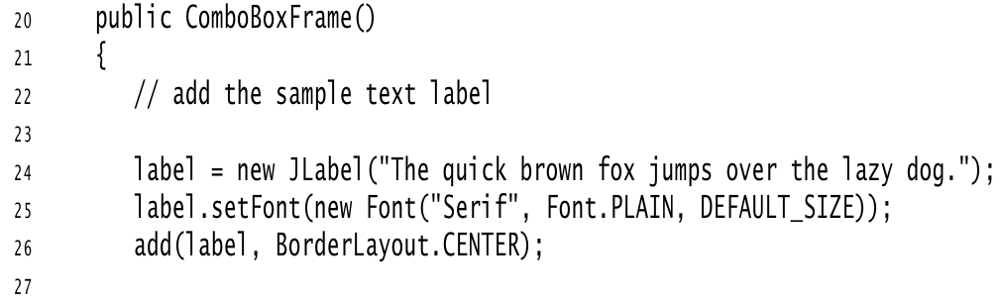 20 public ComboBoxFrame()
21 {
22 // add the sample text label
23
24 label = new JLabel("The quick brown fox jumps over the lazy dog.");
25 label.setFont(new Font("Serif", Font.PLAIN, DEFAULT_SIZE));
26 add(label, BorderLayout.CENTER);
27